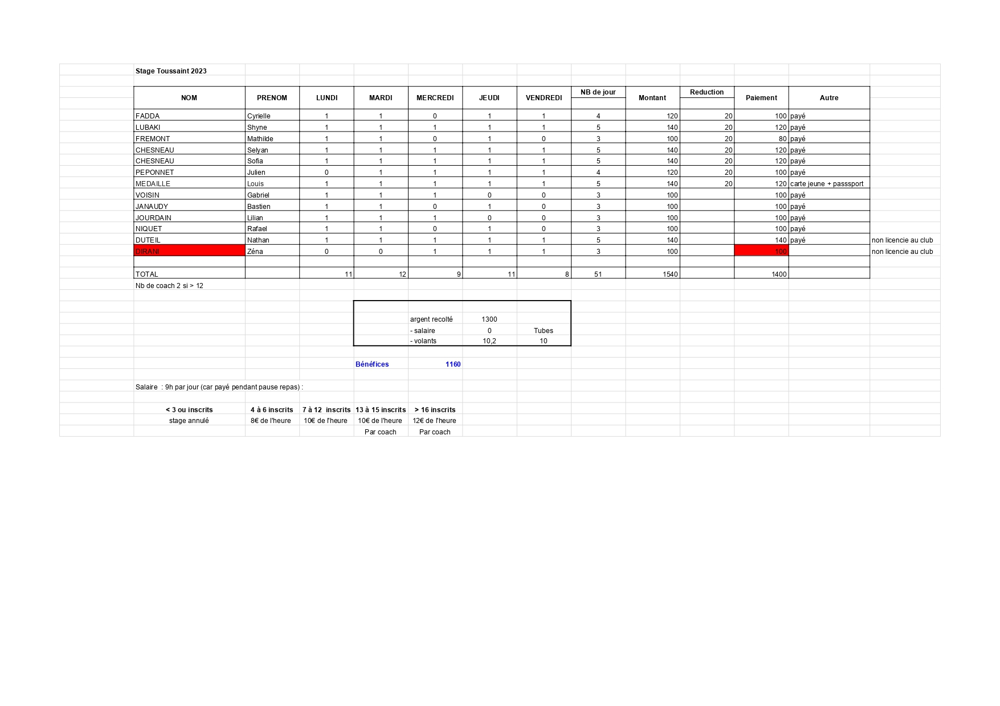 Stage Toussaint 2023
NOM PRENOM LUNDI MARDI MERCREDI JEUDI VENDREDI NB de jour Montant Reduction Paiement Autre
FADDA Cyrielle 1 1 0 1 1 4 120 20 100 payé
LUBAKI Shyne 1 1 1 1 1 5 140 20 120 payé
FREMONT Mathilde 1 1 0 1 0 3 100 20 80 payé
CHESNEAU Selyan 1 1 1 1 1 5 140 20 120 payé
CHESNEAU Sofia 1 1 1 1 1 5 140 20 120 payé
PEPONNET Julien 0 1 1 1 1 4 120 20 100 payé
MEDAILLE Louis 1 1 1 1 1 5 140 20 120 carte jeune + passsport
VOISIN Gabriel 1 1 1 0 0 3 100 100 payé
JANAUDY Bastien 1 1 0 1 0 3 100 100 payé
JOURDAIN Lilian 1 1 1 0 0 3 100 100 payé
NIQUET Rafael 1 1 0 1 0 3 100 100 payé
DUTEIL Nathan 1 1 1 1 1 5 140 140 payé non licencie au club
DIRANI Zéna 0 0 1 1 1 3 100 100 non licencie au club
TOTAL 11 12 9 11 8 51 1540 1400
Nb de coach 2 si > 12
argent recolté 1300
- salaire 0 Tubes
- volants 10,2 10
Bénéfices 1160
Salaire : 9h par jour (car payé pendant pause repas) :
< 3 ou inscrits 4 à 6 inscrits 7 à 12 inscrits 13 à 15 inscrits > 16 inscrits
stage annulé 8€ de l'heure 10€ de l'heure 10€ de l'heure 12€ de l'heure
Par coach Par coach